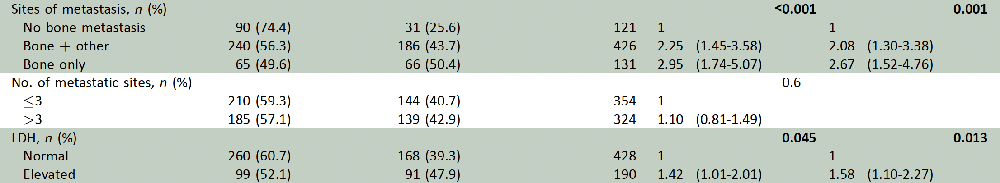 Sites of metastasis, n (%) <0.001 0.001
No bone metastasis 90 (74.4) 31 (25.6) 121 1 1
Bone + other 240 (56.3) 186 (43.7) 426 2.25 (1.45-3.58) 2.08 (1.30-3.38)
Bone only 65 (49.6) 66 (50.4) 131 2.95 (1.74-5.07) 2.67 (1.52-4.76)
No. of metastatic sites, n (%) 0.6
≤3 210 (59.3) 144 (40.7) 354 1
>3 185 (57.1) 139 (42.9) 324 1.10 (0.81-1.49)
LDH, n (%) 0.045 0.013
Normal 260 (60.7) 168 (39.3) 428 1 1
Elevated 99 (52.1) 91 (47.9) 190 1.42 (1.01-2.01) 1.58 (1.10-2.27)